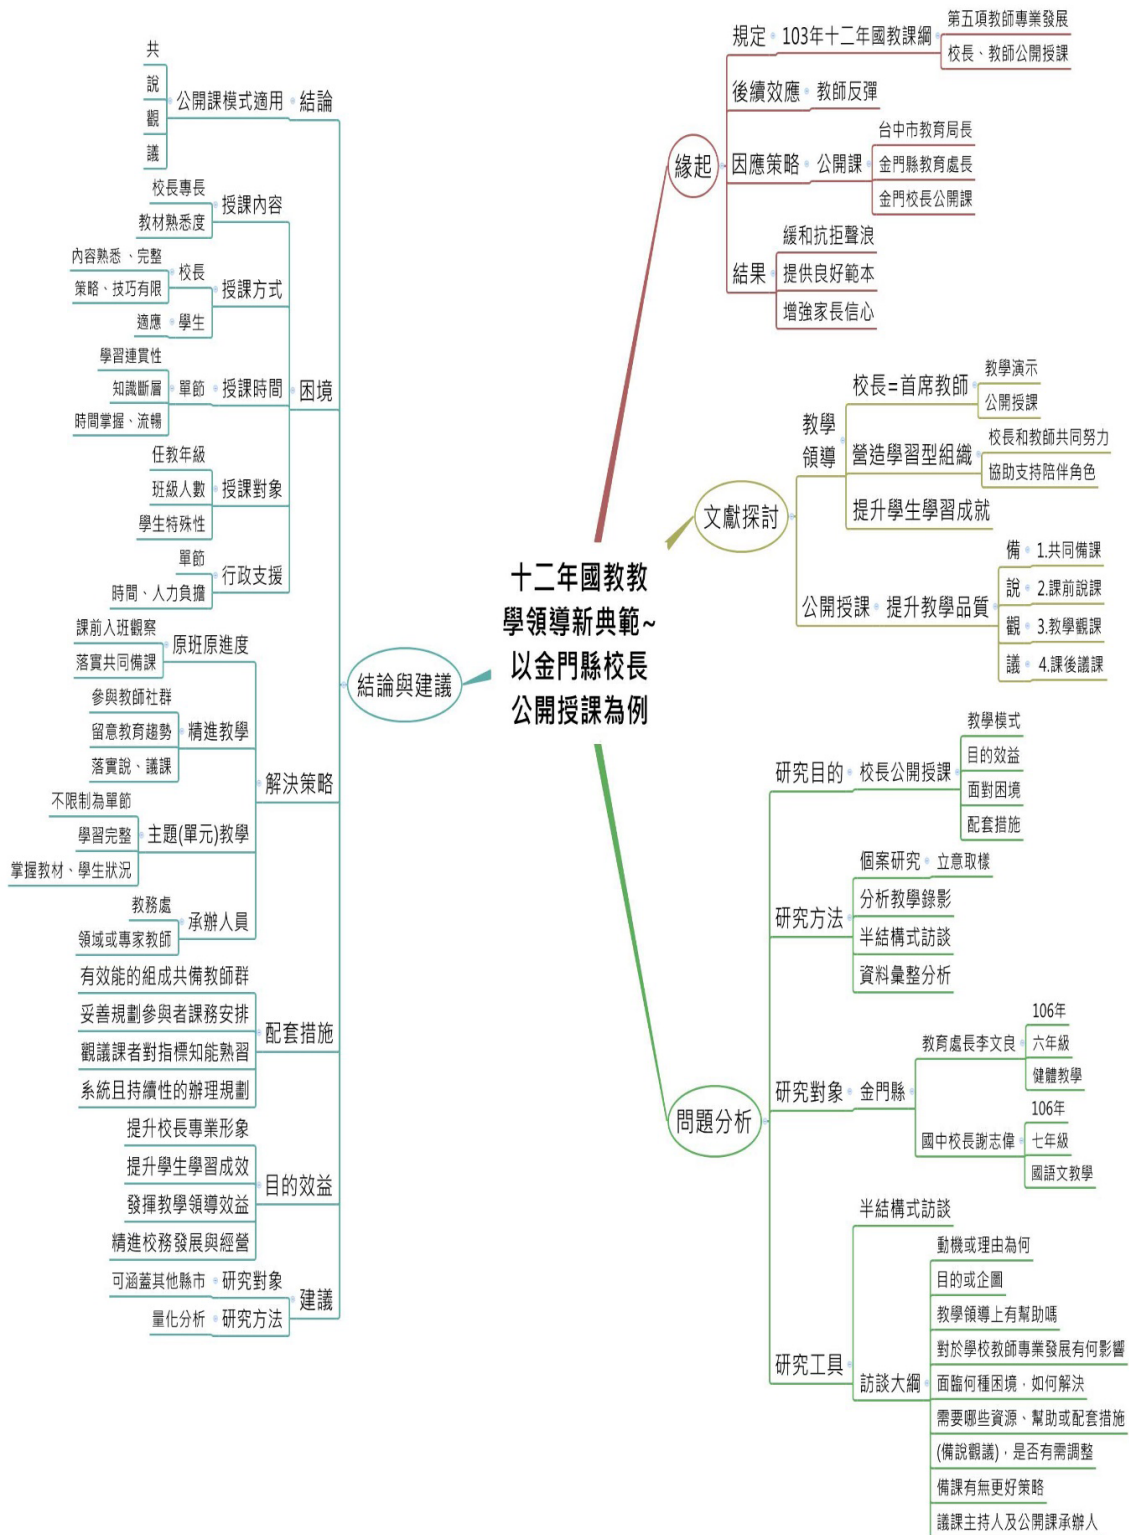 十二年國教教
學領導新典範~
以金門縣校長
公開授課為例
緣起
規定
103年十二年國教課綱
第五項教師專業發展
校長、教師公開授課
後續效應
教師反彈
因應策略
公開課
台中市教育局長
金門縣教育處長
金門校長公開課
結果
緩和抗拒聲浪
提供良好範本
增強家長信心
文獻探討
教學
領導
校長=首席教師
教學演示
公開授課
營造學習型組織
校長和教師共同努力
協助支持陪伴角色
提升學生學習成就
公開授課
提升教學品質
備
1.共同備課
說
2.課前說課
觀
3.教學觀課
議
4.課後議課
問題分析
研究目的
校長公開授課
教學模式
目的效益
面對困境
配套措施
研究方法
個案研究
立意取樣
分析教學錄影
半結構式訪談
資料彙整分析
研究對象
金門縣
教育處長李文良
106年
六年級
健體教學
國中校長謝志偉
106年
七年級
國語文教學
研究工具
半結構式訪談
訪談大綱
動機或理由為何
目的或企圖
教學領導上有幫助嗎
對於學校教師專業發展有何影響
面臨何種困境，如何解決
需要哪些資源、幫助或配套措施
(備說觀議)，是否有需調整
備課有無更好策略
議課主持人及公開課承辦人
結論與建議
結論
公開課模式適用
共
說
觀
議
困境
授課內容
校長專長
教材熟悉度
授課方式
校長
內容熟悉 、完整
策略、技巧有限
學生
適應
授課時間
單節
學習連貫性
知識斷層
時間掌握、流暢
授課對象
任教年級
班級人數
學生特殊性
行政支援
單節
時間、人力負擔
解決策略
原班原進度
課前入班觀察
落實共同備課
精進教學
參與教師社群
留意教育趨勢
落實說、議課
主題(單元)教學
不限制為單節
學習完整
掌握教材、學生狀況
承辦人員
教務處
領域或專家教師
配套措施
有效能的組成共備教師群
妥善規劃參與者課務安排
觀議課者對指標知能熟習
系統且持續性的辦理規劃
目的效益
提升校長專業形象
提升學生學習成效
發揮教學領導效益
精進校務發展與經營
建議
研究對象
可涵蓋其他縣市
研究方法
量化分析